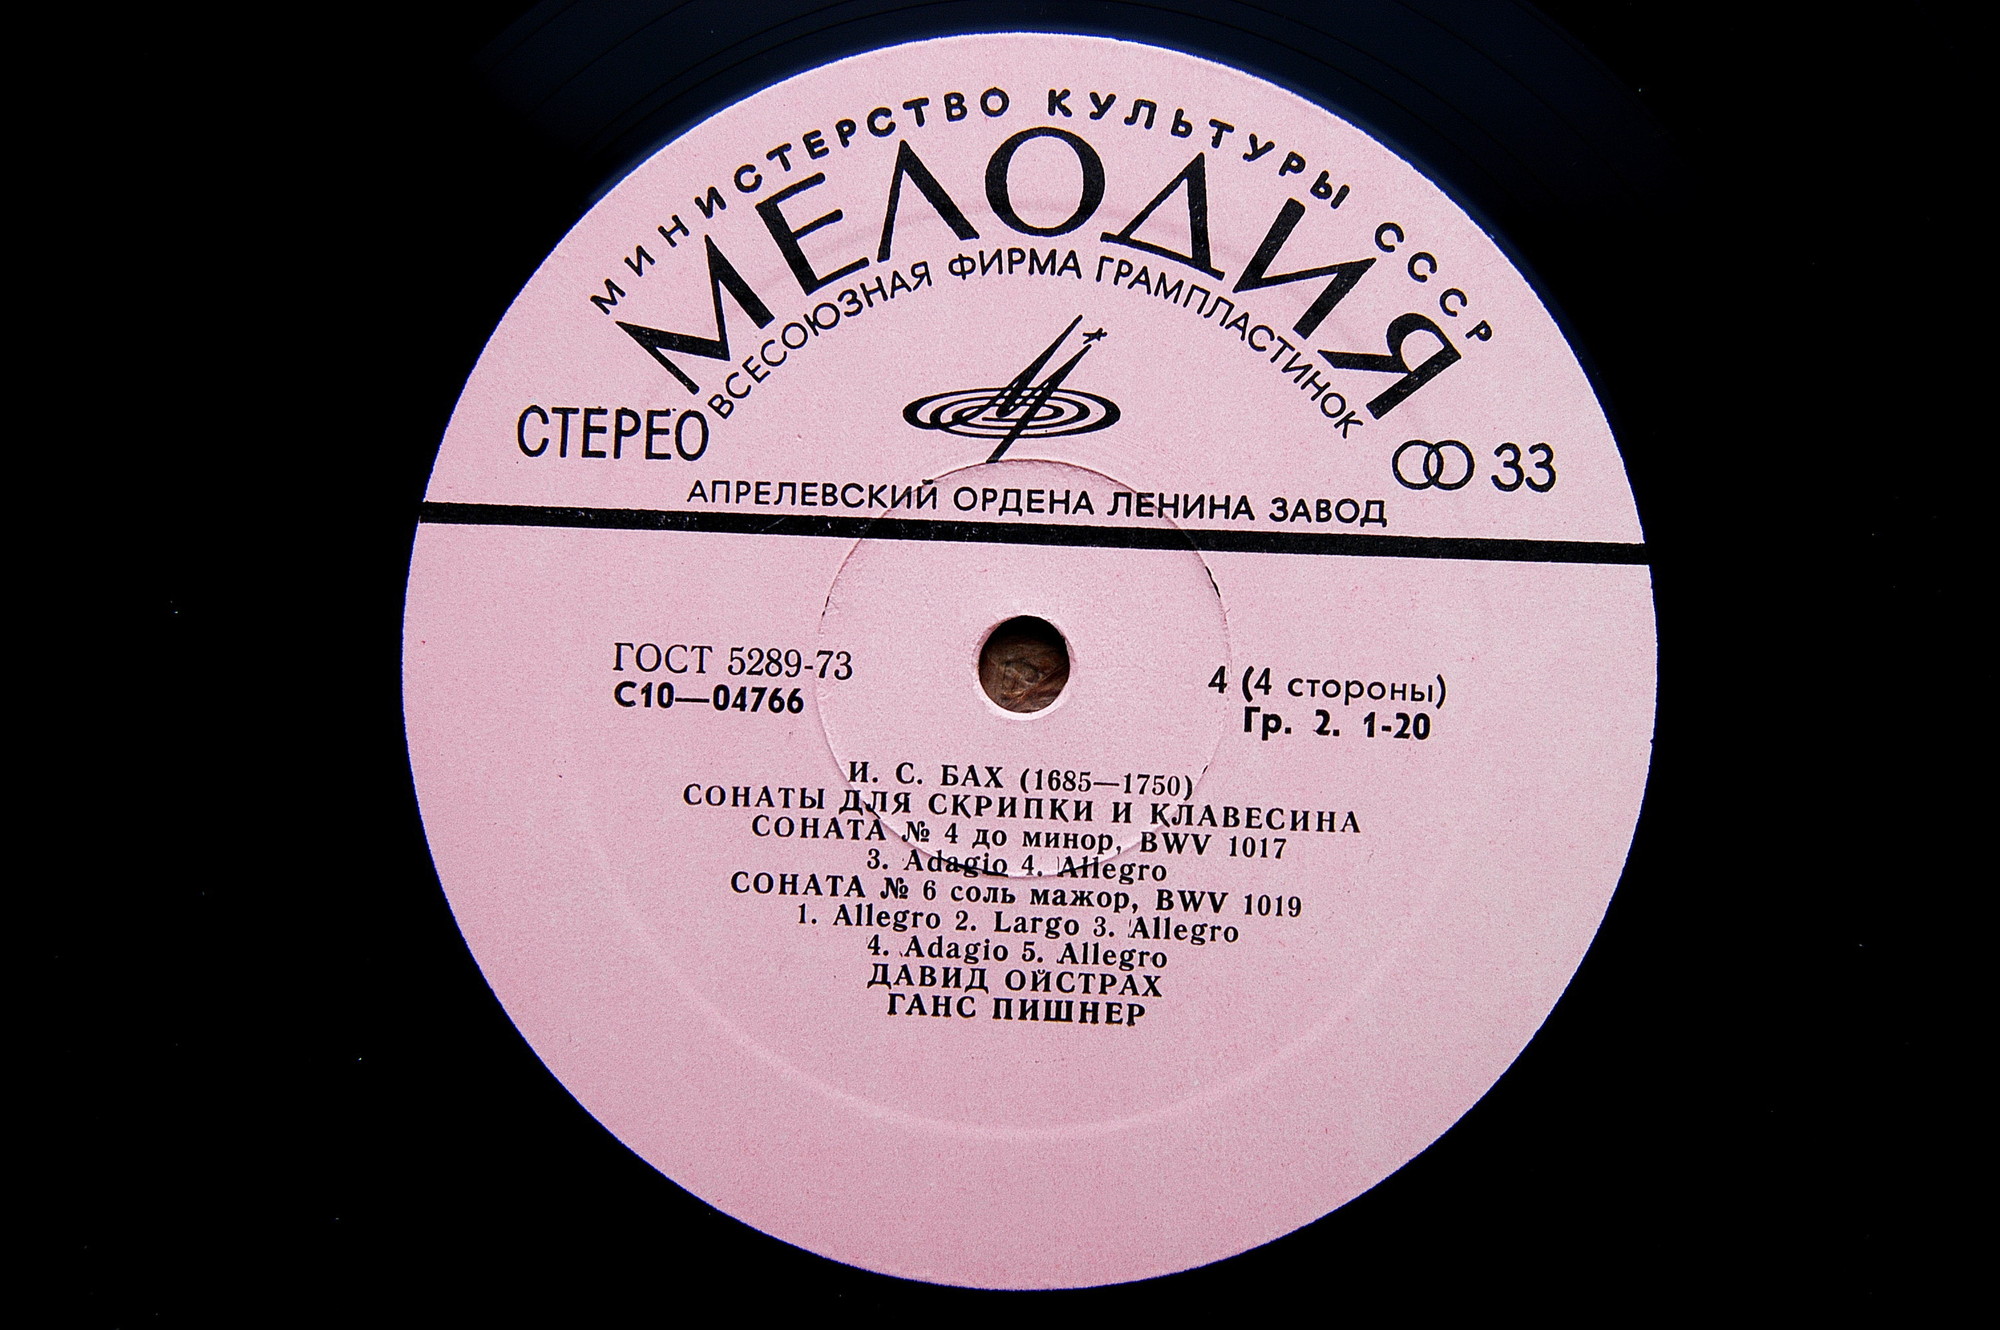 МИНИСТЕРСТВО КУЛЬТУРЫ СССР
МЕЛОДИЯ
ВСЕСОЮЗНАЯ ФИРМА ГРАМПЛАСТИНОК
СТЕРЕО
33
АПРЕЛЕВСКИЙ ОРДЕНА ЛЕНИНА ЗАВОД
ГОСТ 5289-73
С10—04766
4 (4 стороны)
Гр. 2. 1-20
И. С. БАХ (1685—1750)
СОНАТЫ ДЛЯ СКРИПКИ И КЛАВЕСИНА
СОНАТА № 4 до минор, BWV 1017
3. Adagio 4. Allegro
СОНАТА № 6 соль мажор, BWV 1019
1. Allegro 2. Largo 3. Allegro
4. Adagio 5. Allegro
ДАВИД ОЙСТРАХ
ГАНС ПИШНЕР